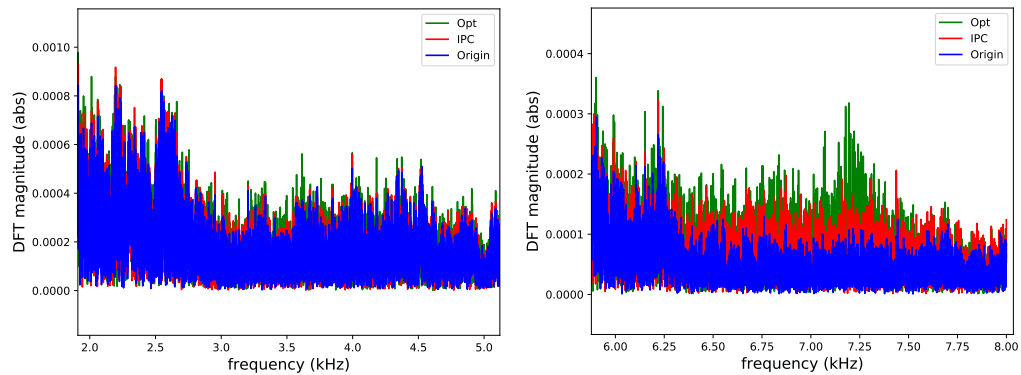 Opt
IPC
Origin
DFT magnitude (abs)
0.0010
0.0008
0.0006
0.0004
0.0002
0.0000
2.0 2.5 3.0 3.5 4.0 4.5 5.0
frequency (kHz)
Opt
IPC
Origin
DFT magnitude (abs)
0.0004
0.0003
0.0002
0.0001
0.0000
6.00 6.25 6.50 6.75 7.00 7.25 7.50 7.75 8.00
frequency (kHz)